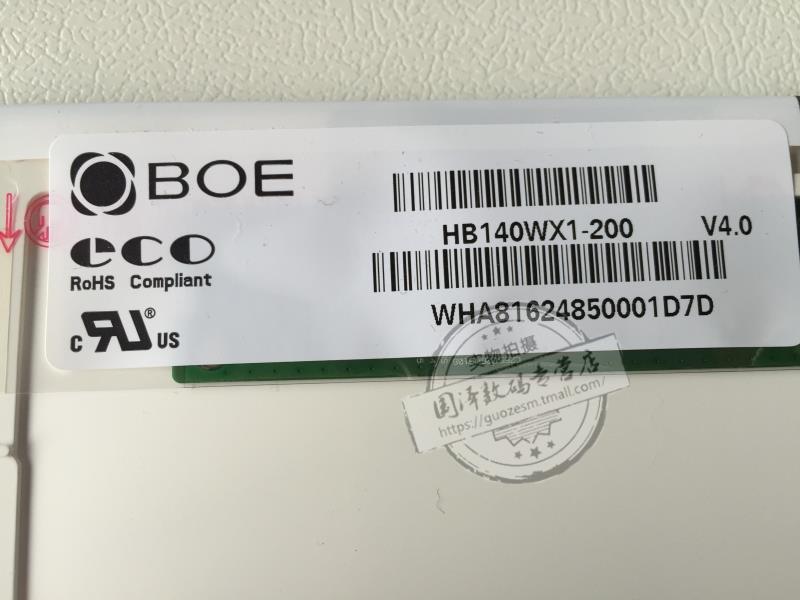 BOE
eco
RoHS Compliant
c RU® US
HB140WX1-200 V4.0
WHA81624850001D7D
实物拍摄
国泽数码专营店
https://guozesm.tmall.com/